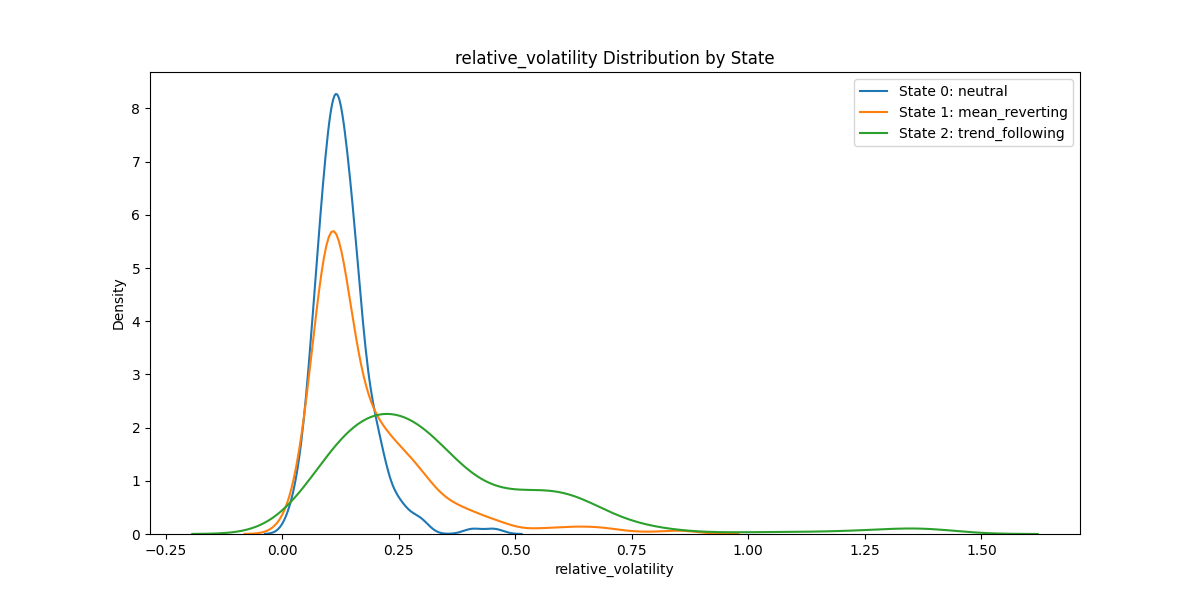 relative_volatility Distribution by State
State 0: neutral
State 1: mean_reverting
State 2: trend_following
Density
8
7
6
5
4
3
2
1
0
−0.25 0.00 0.25 0.50 0.75 1.00 1.25 1.50
relative_volatility